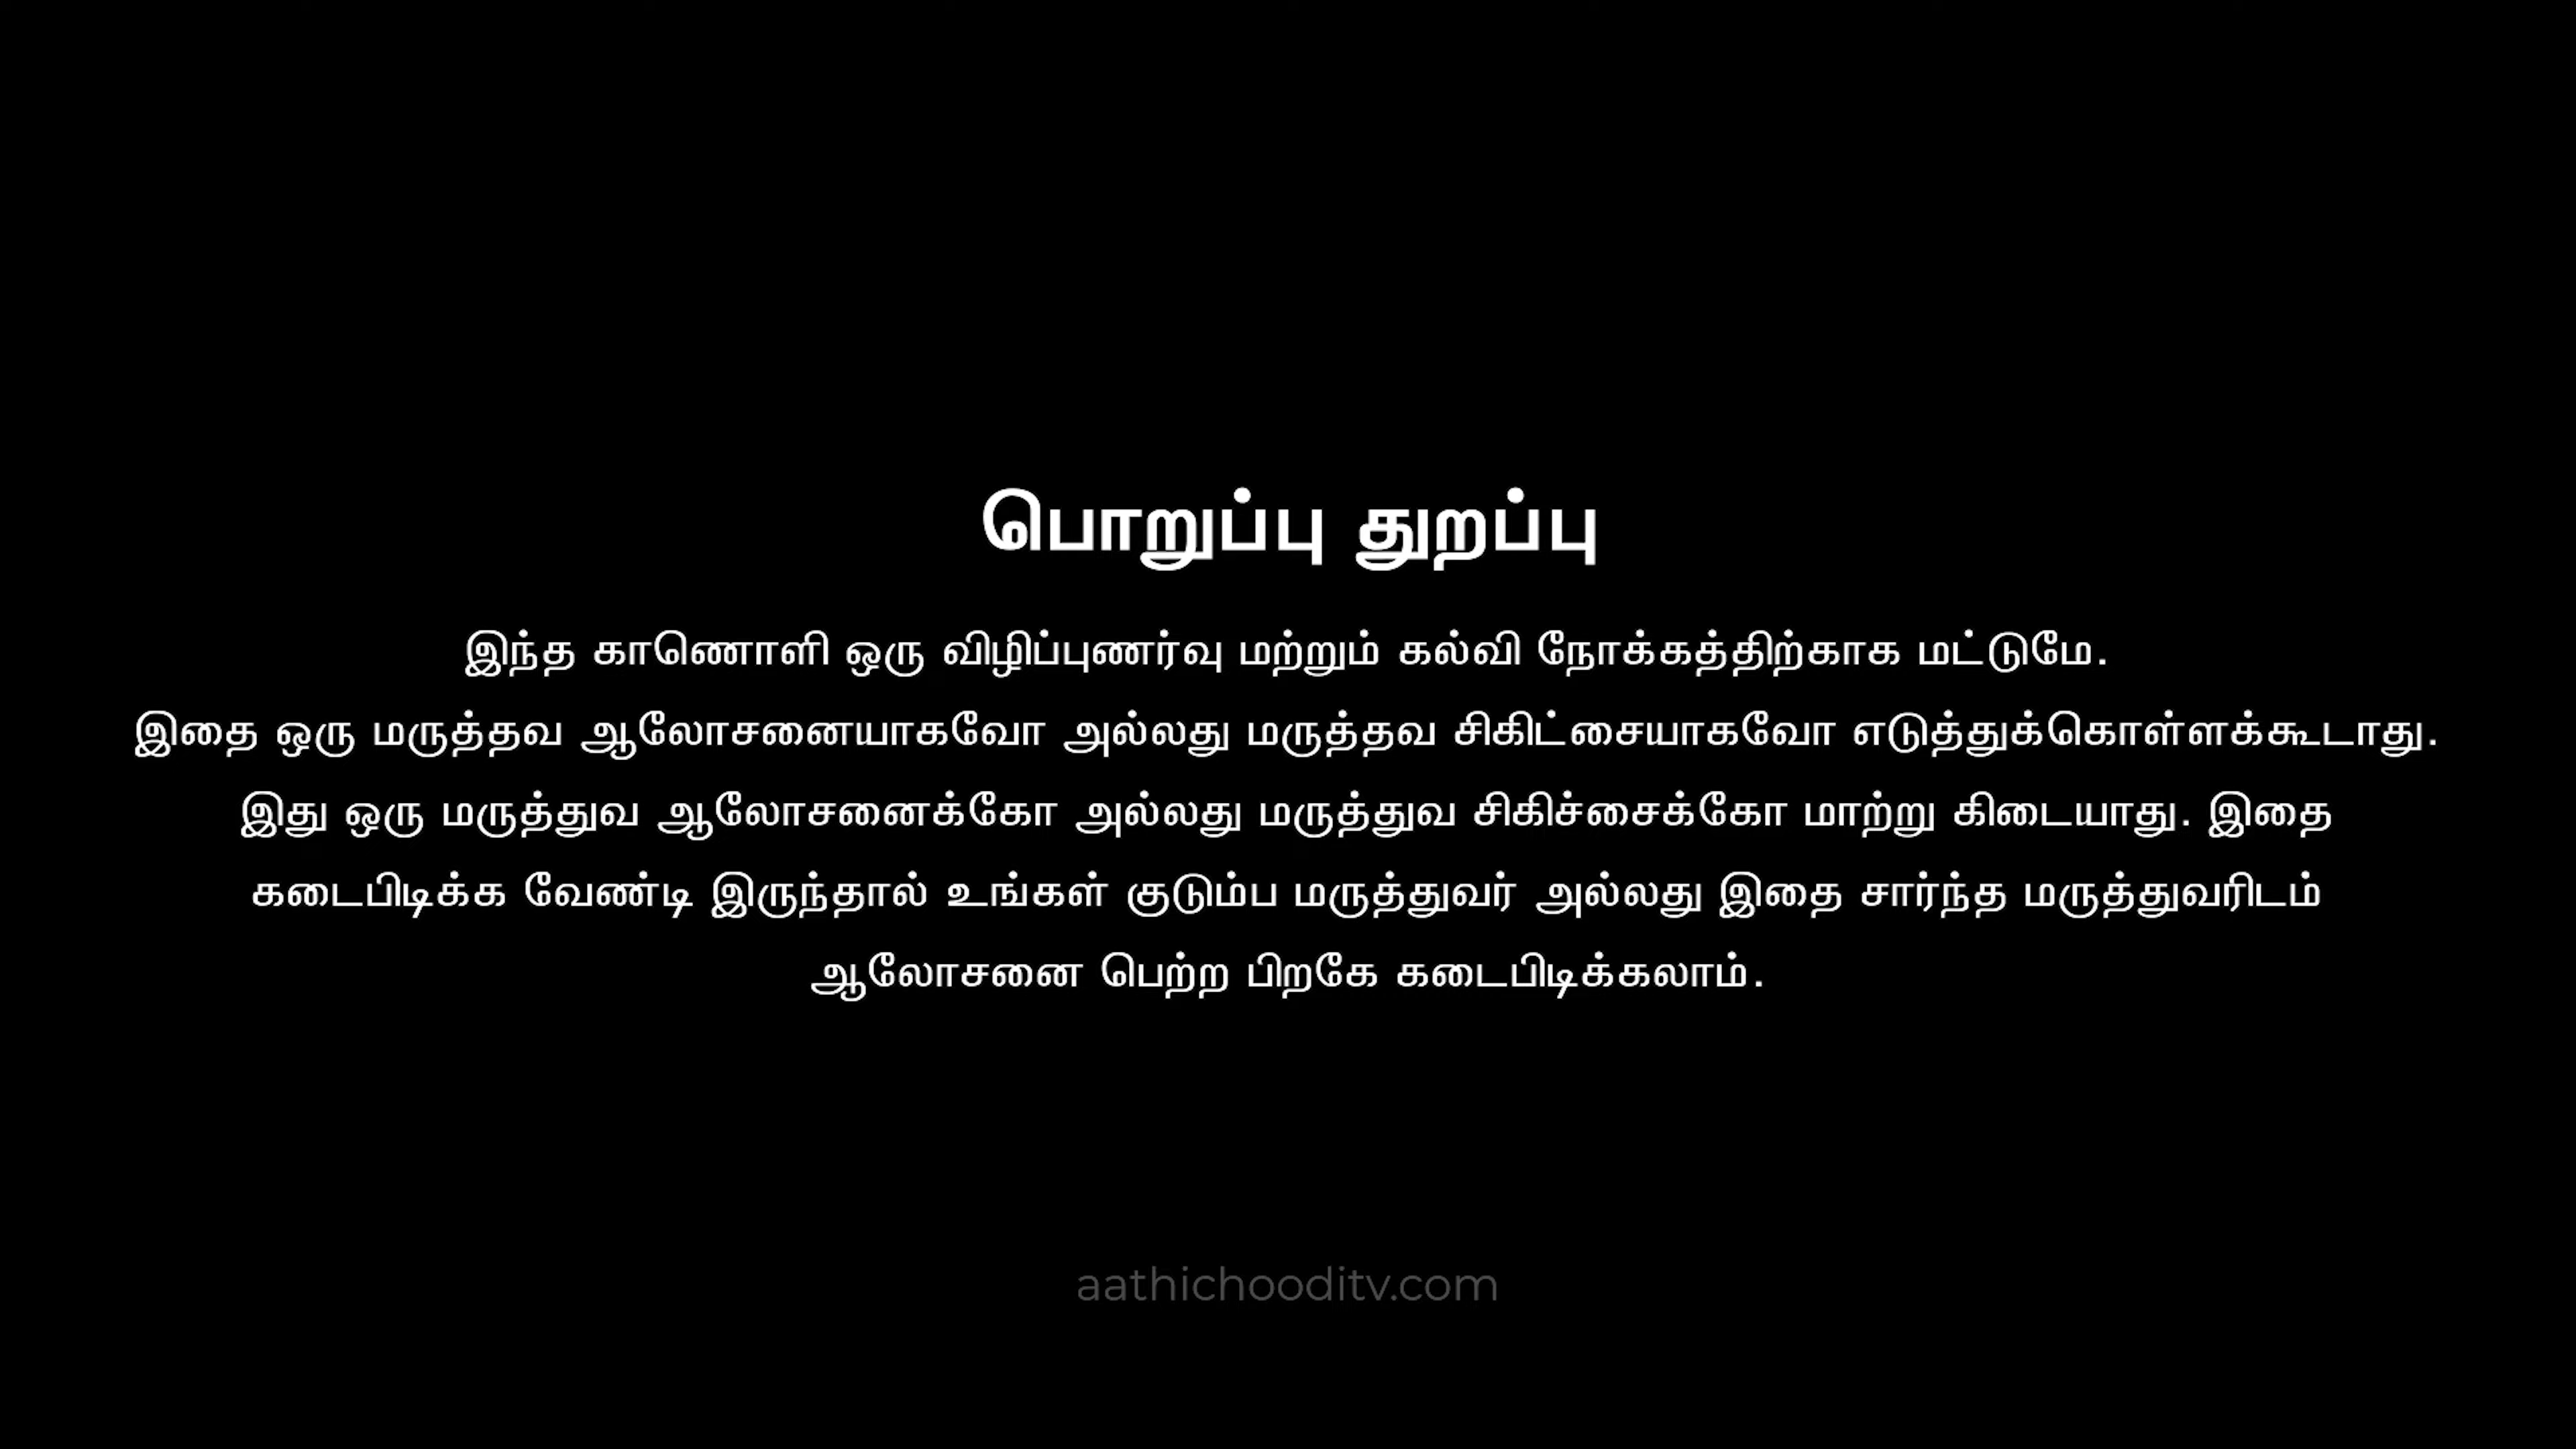 பொறுப்பு துறப்பு
இந்த காணொளி ஒரு விழிப்புணர்வு மற்றும் கல்வி நோக்கத்திற்காக மட்டுமே.
இதை ஒரு மருத்தவ ஆலோசனையாகவோ அல்லது மருத்தவ சிகிட்சையாகவோ எடுத்துக்கொள்ளக்கூடாது.
இது ஒரு மருத்துவ ஆலோசனைக்கோ அல்லது மருத்துவ சிகிச்சைக்கோ மாற்று கிடையாது. இதை
கடைபிடிக்க வேண்டி இருந்தால் உங்கள் குடும்ப மருத்துவர் அல்லது இதை சார்ந்த மருத்துவரிடம்
ஆலோசனை பெற்ற பிறகே கடைபிடிக்கலாம்.
aathichooditv.com